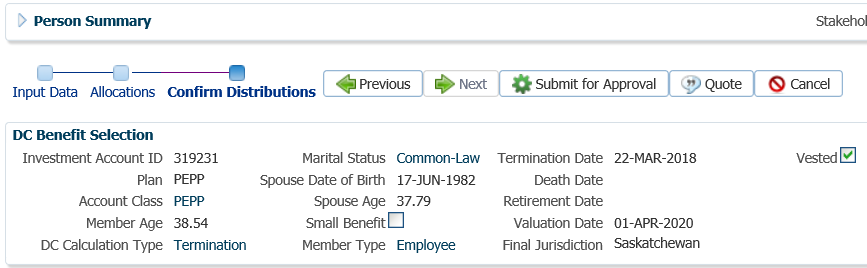 Person Summary Stakehol
Input Data Allocations Confirm Distributions Previous Next Submit for Approval Quote Cancel
DC Benefit Selection
Investment Account ID 319231 Marital Status Common-Law Termination Date 22-MAR-2018 Vested
Plan PEPP Spouse Date of Birth 17-JUN-1982 Death Date
Account Class PEPP Spouse Age 37.79 Retirement Date
Member Age 38.54 Small Benefit Valuation Date 01-APR-2020
DC Calculation Type Termination Member Type Employee Final Jurisdiction Saskatchewan